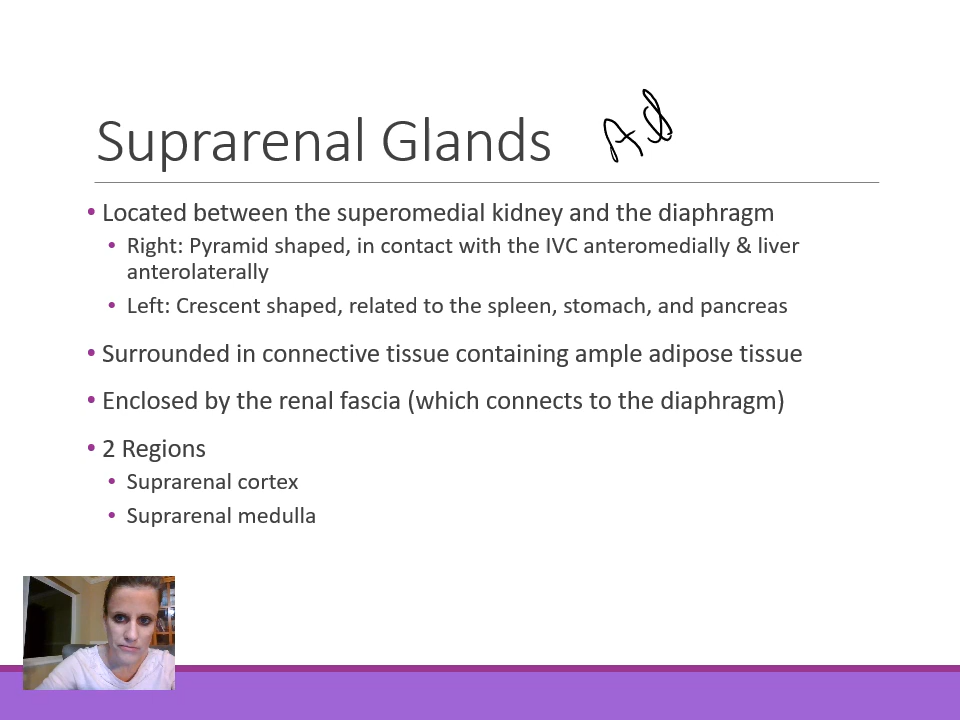 Suprarenal Glands Ad
• Located between the superomedial kidney and the diaphragm
• Right: Pyramid shaped, in contact with the IVC anteromedially & liver
anterolaterally
• Left: Crescent shaped, related to the spleen, stomach, and pancreas
• Surrounded in connective tissue containing ample adipose tissue
• Enclosed by the renal fascia (which connects to the diaphragm)
• 2 Regions
• Suprarenal cortex
• Suprarenal medulla